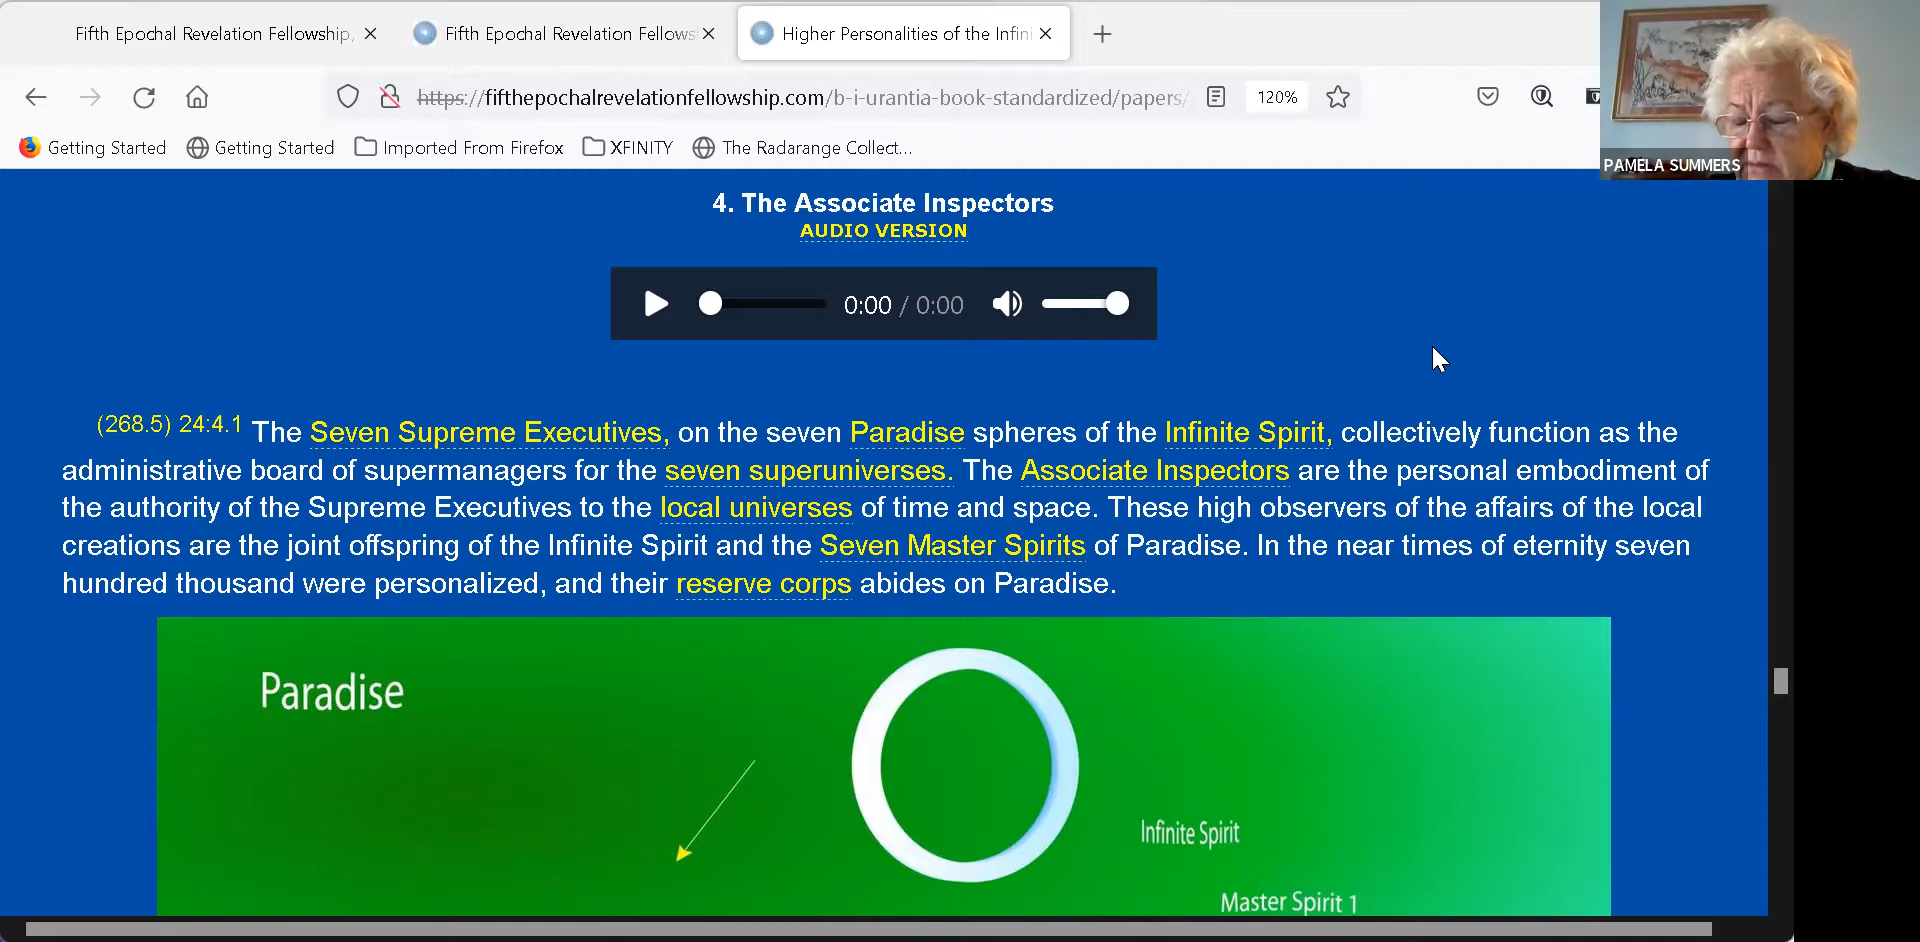 Fifth Epochal Revelation Fellowship,
Fifth Epochal Revelation Fellows
Higher Personalities of the Infini
https://fifthepochalrevelationfellowship.com/b-i-urantia-book-standardized/papers/
120%
Getting Started
Getting Started
Imported From Firefox
XFINITY
The Radarange Collect...
PAMELA SUMMERS
4. The Associate Inspectors
AUDIO VERSION
0:00 / 0:00
(268.5) 24:4.1 The Seven Supreme Executives, on the seven Paradise spheres of the Infinite Spirit, collectively function as the
administrative board of supermanagers for the seven superuniverses. The Associate Inspectors are the personal embodiment of
the authority of the Supreme Executives to the local universes of time and space. These high observers of the affairs of the local
creations are the joint offspring of the Infinite Spirit and the Seven Master Spirits of Paradise. In the near times of eternity seven
hundred thousand were personalized, and their reserve corps abides on Paradise.
Paradise
Infinite Spirit
Master Spirit 1